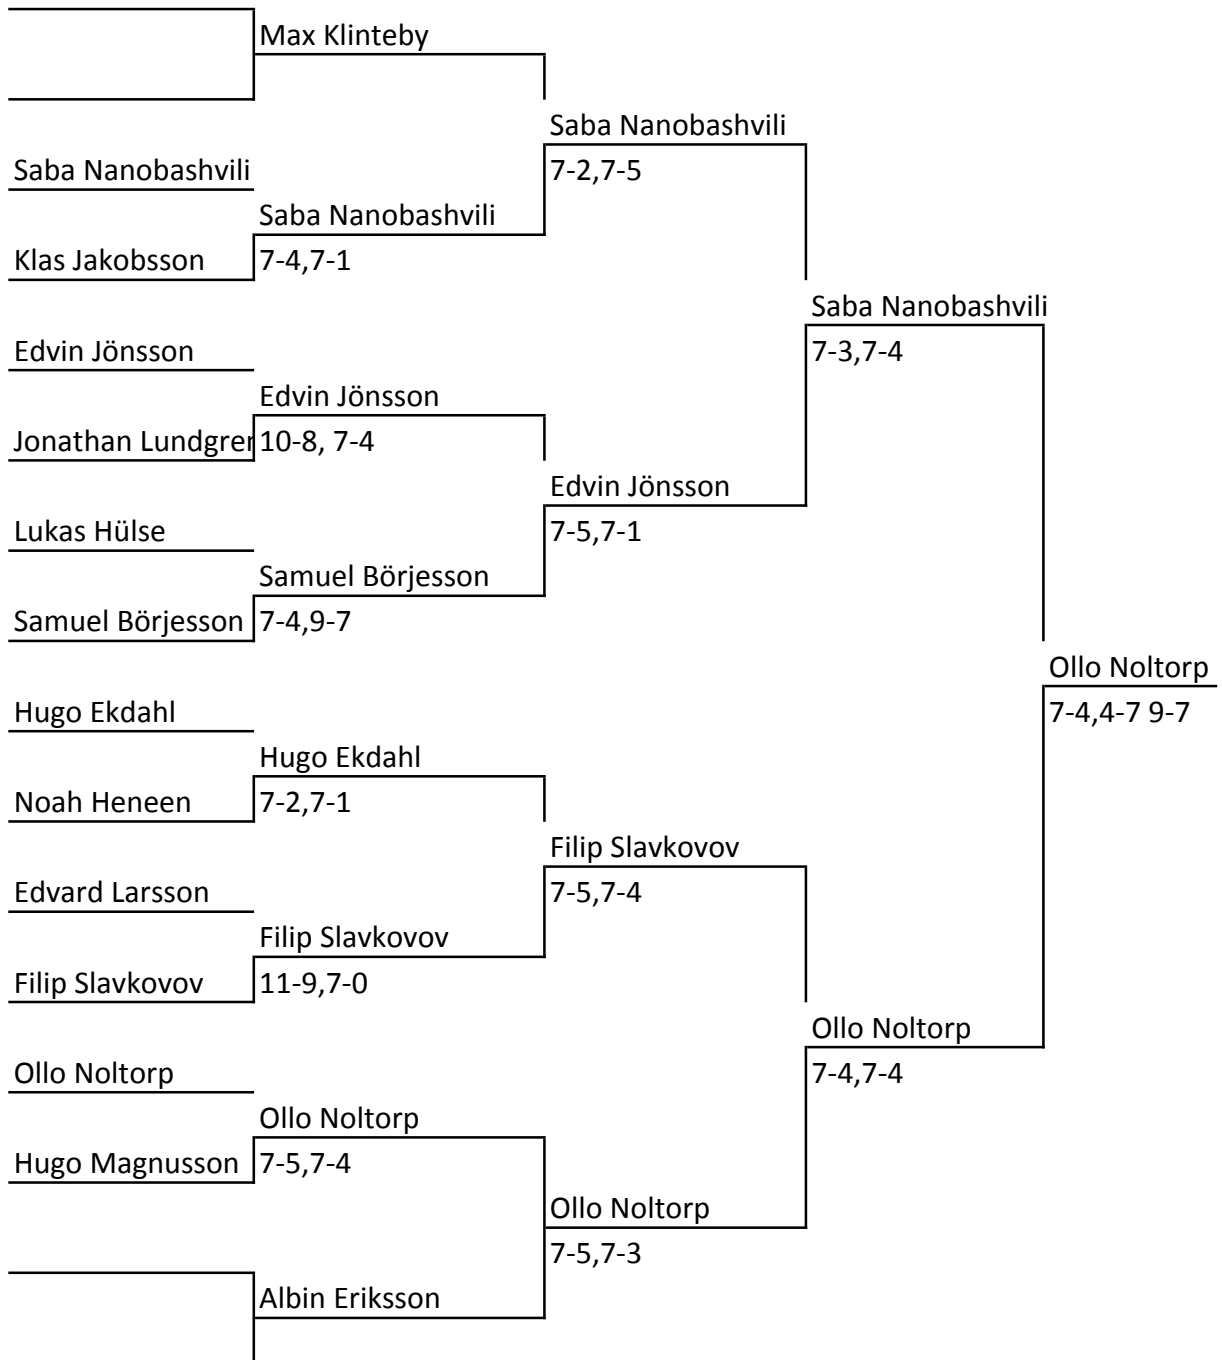 Max Klinteby
Saba Nanobashvili
Saba Nanobashvili
7-2,7-5
Saba Nanobashvili
Klas Jakobsson
7-4,7-1
Saba Nanobashvili
Edvin Jönsson
7-3,7-4
Edvin Jönsson
Jonathan Lundgren
10-8, 7-4
Edvin Jönsson
Lukas Hülse
7-5,7-1
Samuel Börjesson
Samuel Börjesson
7-4,9-7
Ollo Noltorp
Hugo Ekdahl
7-4,4-7 9-7
Hugo Ekdahl
Noah Heneen
7-2,7-1
Filip Slavkovov
Edvard Larsson
7-5,7-4
Filip Slavkovov
Filip Slavkovov
11-9,7-0
Ollo Noltorp
Ollo Noltorp
7-4,7-4
Ollo Noltorp
Hugo Magnusson
7-5,7-4
Ollo Noltorp
7-5,7-3
Albin Eriksson